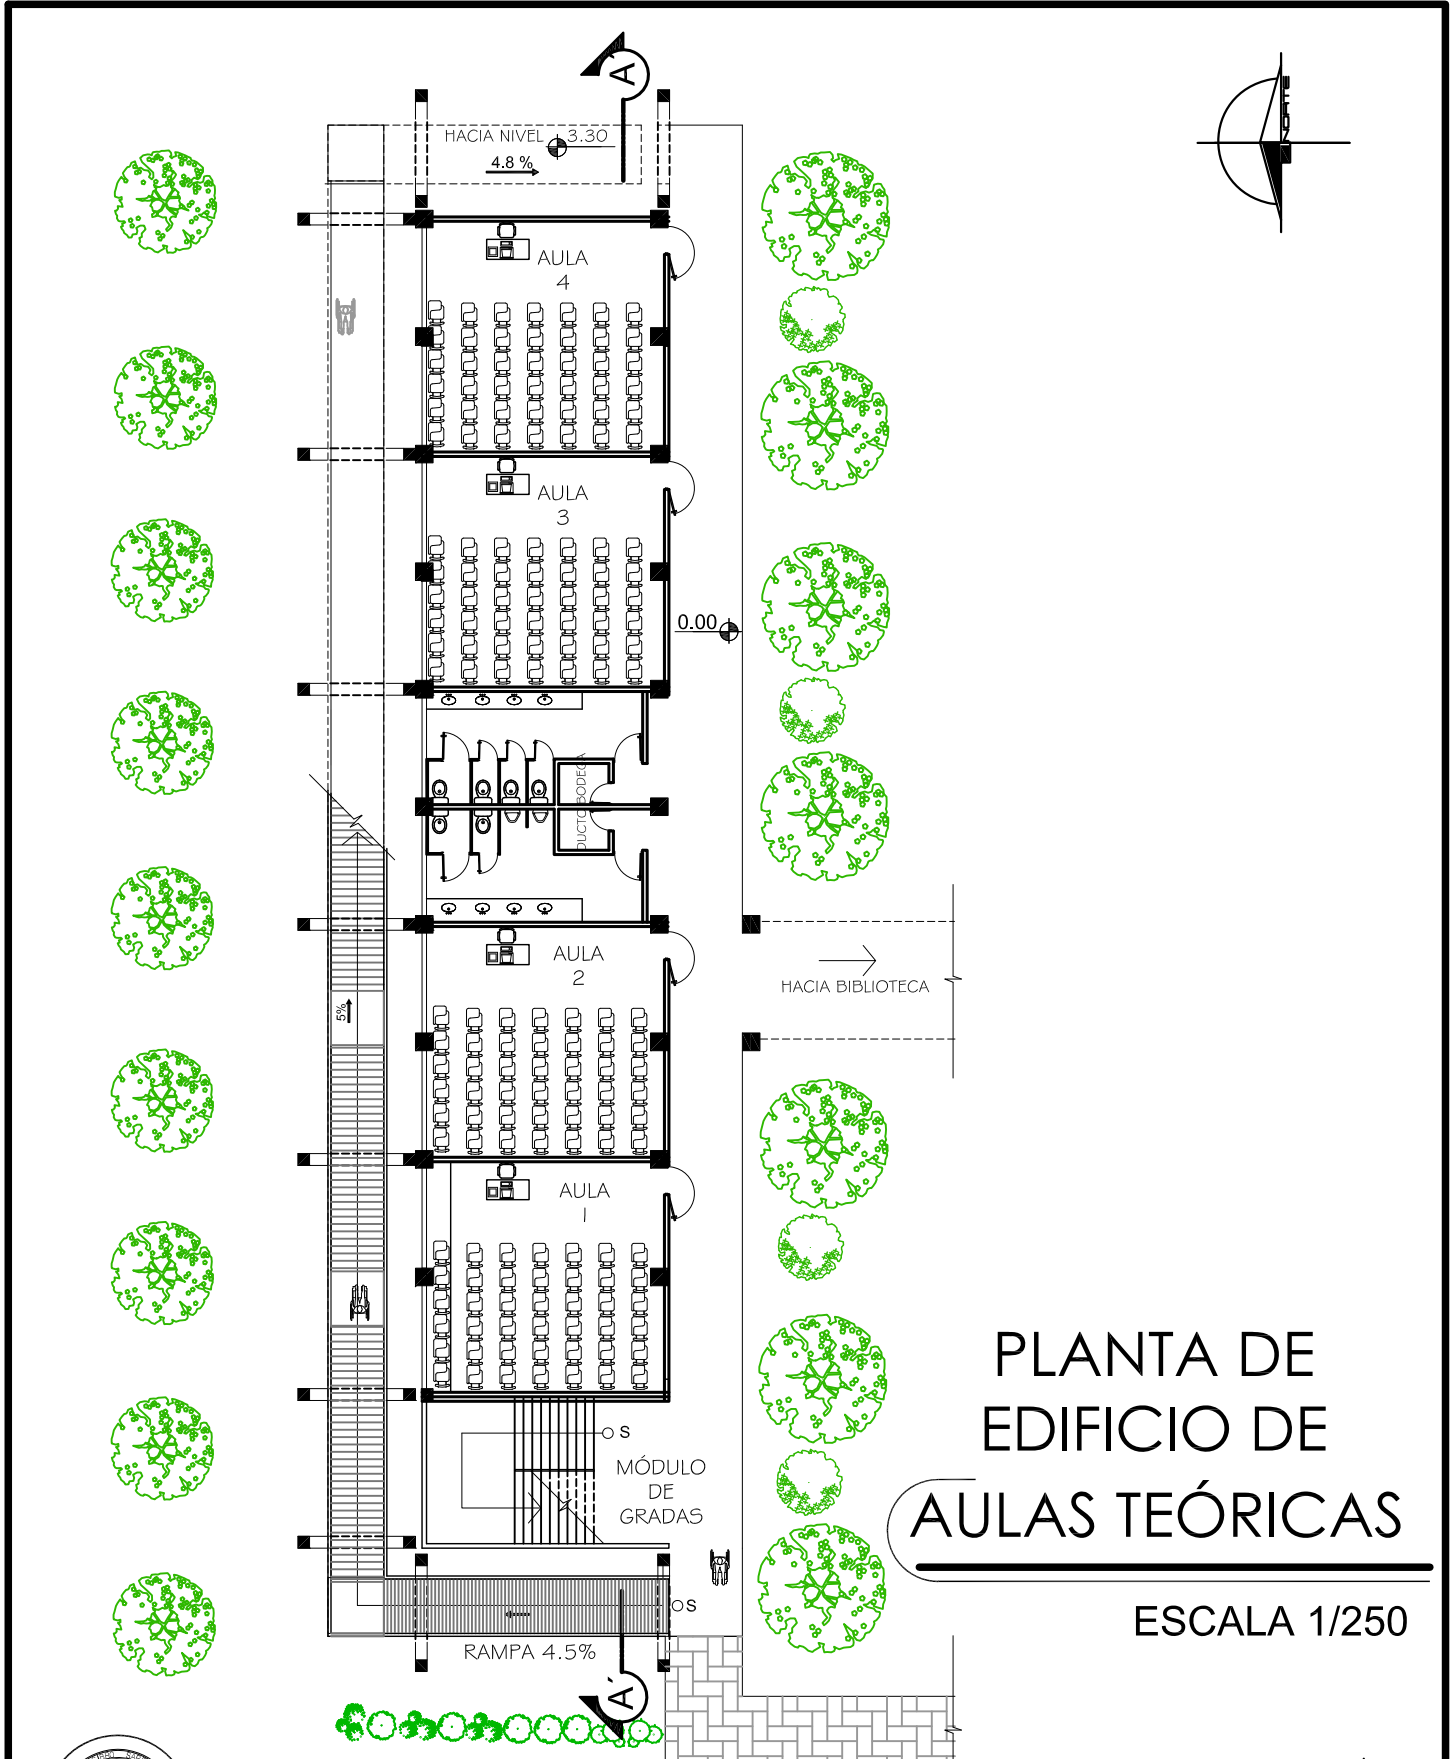 A
HACIA NIVEL 3.30
4.8 %
AULA
4
AULA
3
0.00
DUCTO BODEGA
AULA
2
HACIA BIBLIOTECA
5%
AULA
1
S
MÓDULO
DE
GRADAS
S
RAMPA 4.5%
A'
PLANTA DE
EDIFICIO DE
AULAS TEÓRICAS
ESCALA 1/250